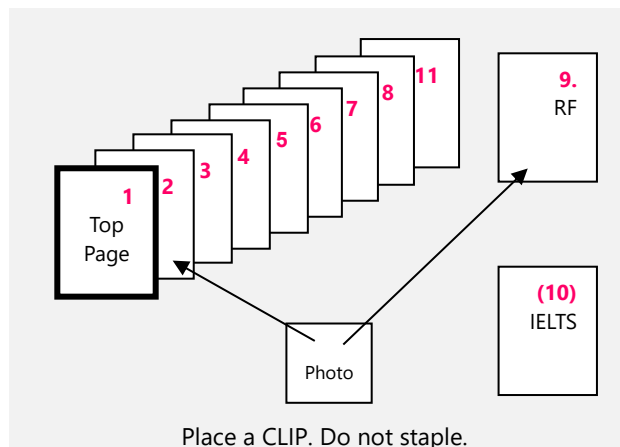 1
Top
Page
2
3
4
5
6
7
8
11
9.
RF
(10)
IELTS
Photo
Place a CLIP. Do not staple.